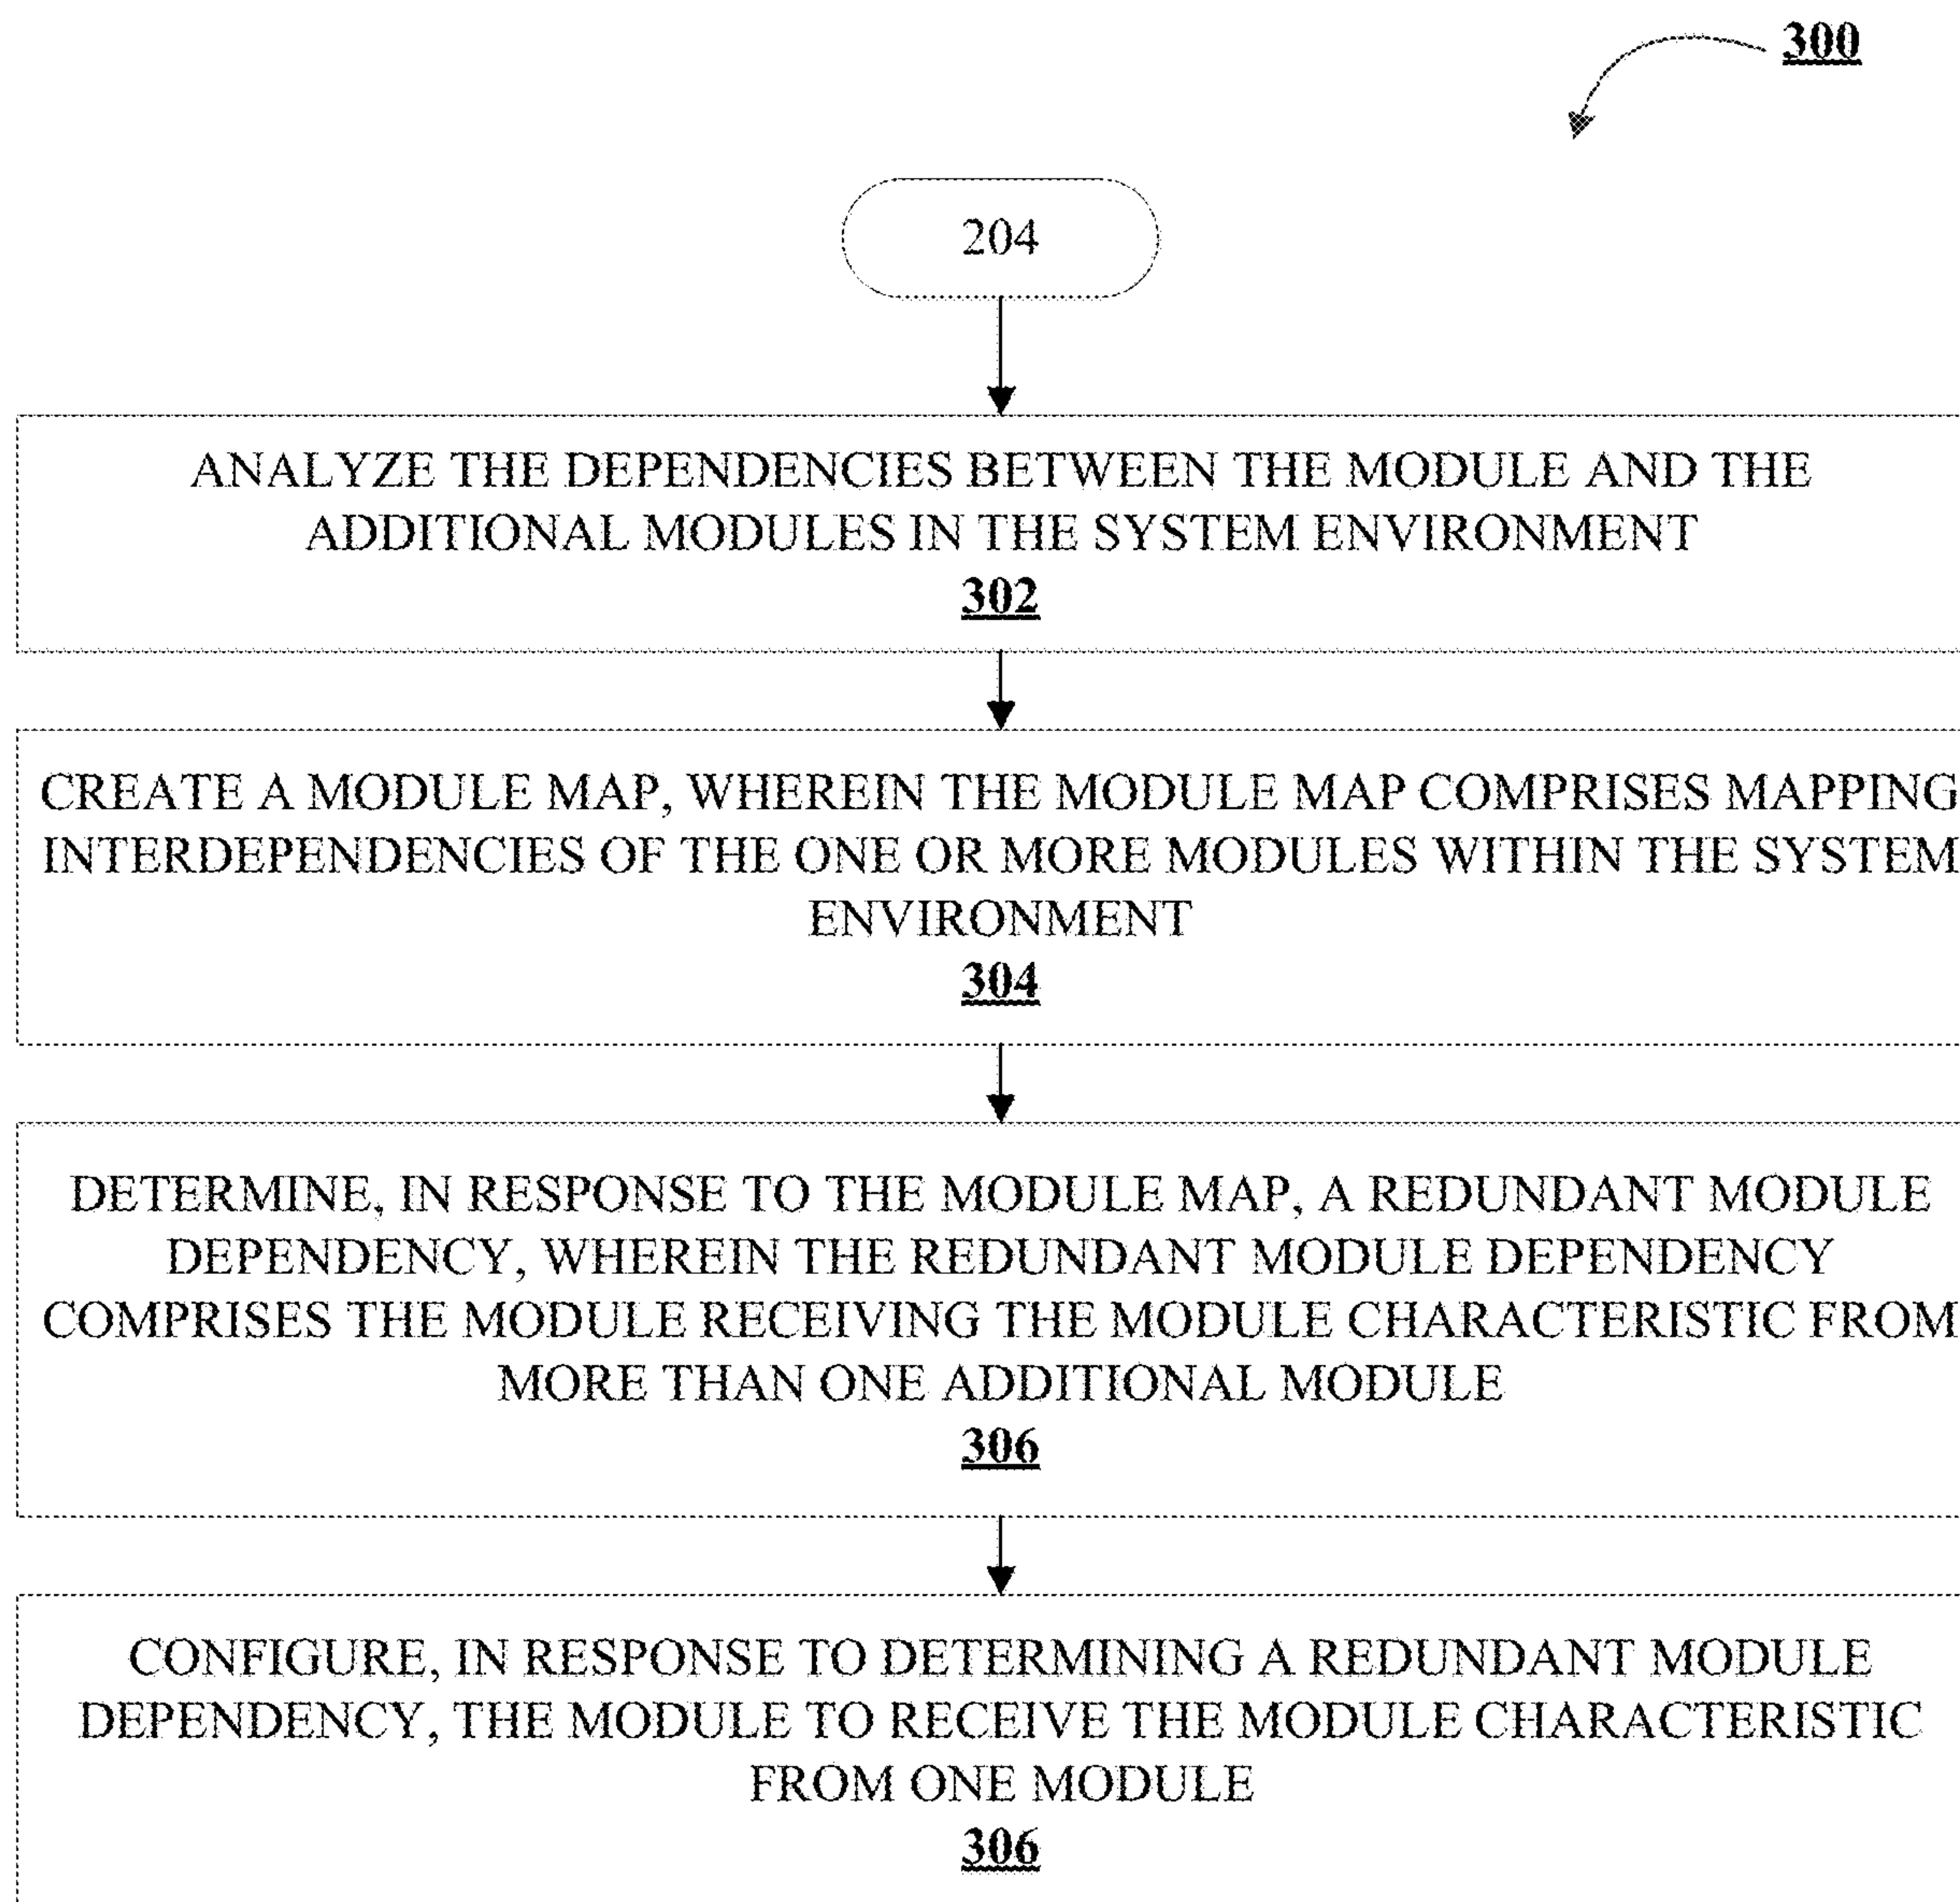 300
204
ANALYZE THE DEPENDENCIES BETWEEN THE MODULE AND THE
ADDITIONAL MODULES IN THE SYSTEM ENVIRONMENT
302
CREATE A MODULE MAP, WHEREIN THE MODULE MAP COMPRISES MAPPING
INTERDEPENDENCIES OF THE ONE OR MORE MODULES WITHIN THE SYSTEM
ENVIRONMENT
304
DETERMINE, IN RESPONSE TO THE MODULE MAP, A REDUNDANT MODULE
DEPENDENCY, WHEREIN THE REDUNDANT MODULE DEPENDENCY
COMPRISES THE MODULE RECEIVING THE MODULE CHARACTERISTIC FROM
MORE THAN ONE ADDITIONAL MODULE
306
CONFIGURE, IN RESPONSE TO DETERMINING A REDUNDANT MODULE
DEPENDENCY, THE MODULE TO RECEIVE THE MODULE CHARACTERISTIC
FROM ONE MODULE
306